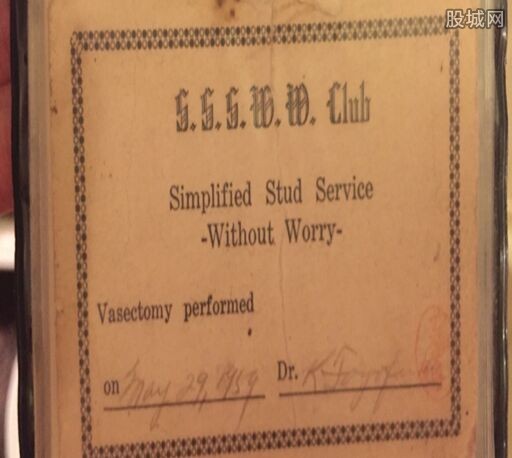 股城网
S.S.S.W.W. Club
Simplified Stud Service
-Without Worry-
Vasectomy performed
on May 29, 1959 Dr. K.